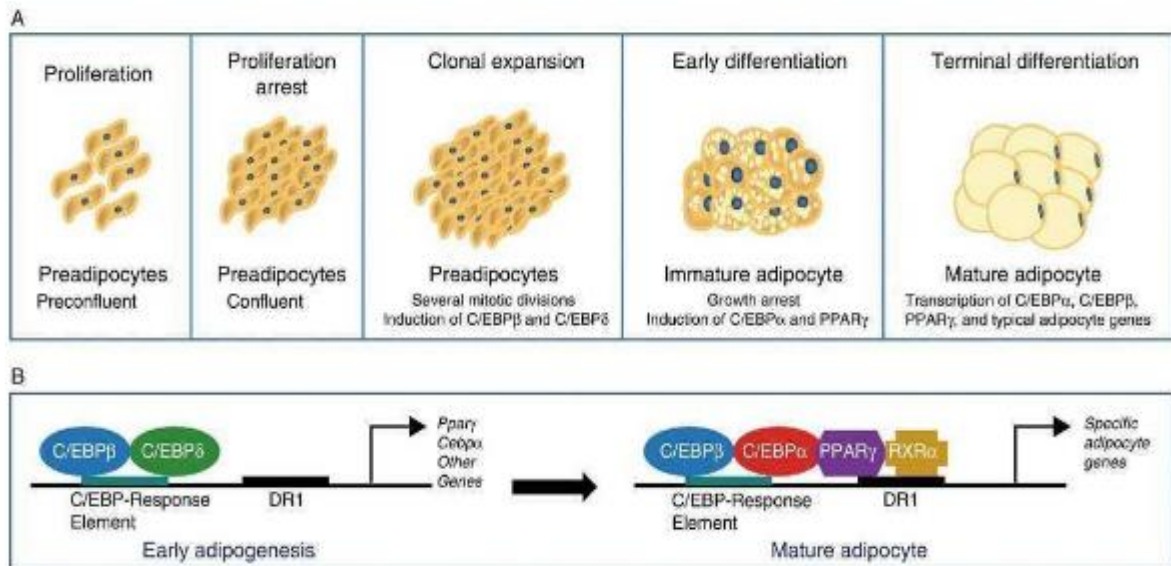 A
Proliferation
Preadipocytes
Preconfluent
Proliferation
arrest
Preadipocytes
Confluent
Clonal expansion
Preadipocytes
Several mitotic divisions
Induction of C/EBPβ and C/EBPδ
Early differentiation
Immature adipocyte
Growth arrest
Induction of C/EBPα and PPARγ
Terminal differentiation
Mature adipocyte
Transcription of C/EBPα, C/EBPβ,
PPARγ, and typical adipocyte genes
B
C/EBPβ C/EBPδ
C/EBP-Response
Element
DR1
Pparγ
Cebpα
Other
Genes
Early adipogenesis
C/EBPβ C/EBPα PPARγ RXRα
C/EBP-Response
Element
DR1
Specific
adipocyte
genes
Mature adipocyte